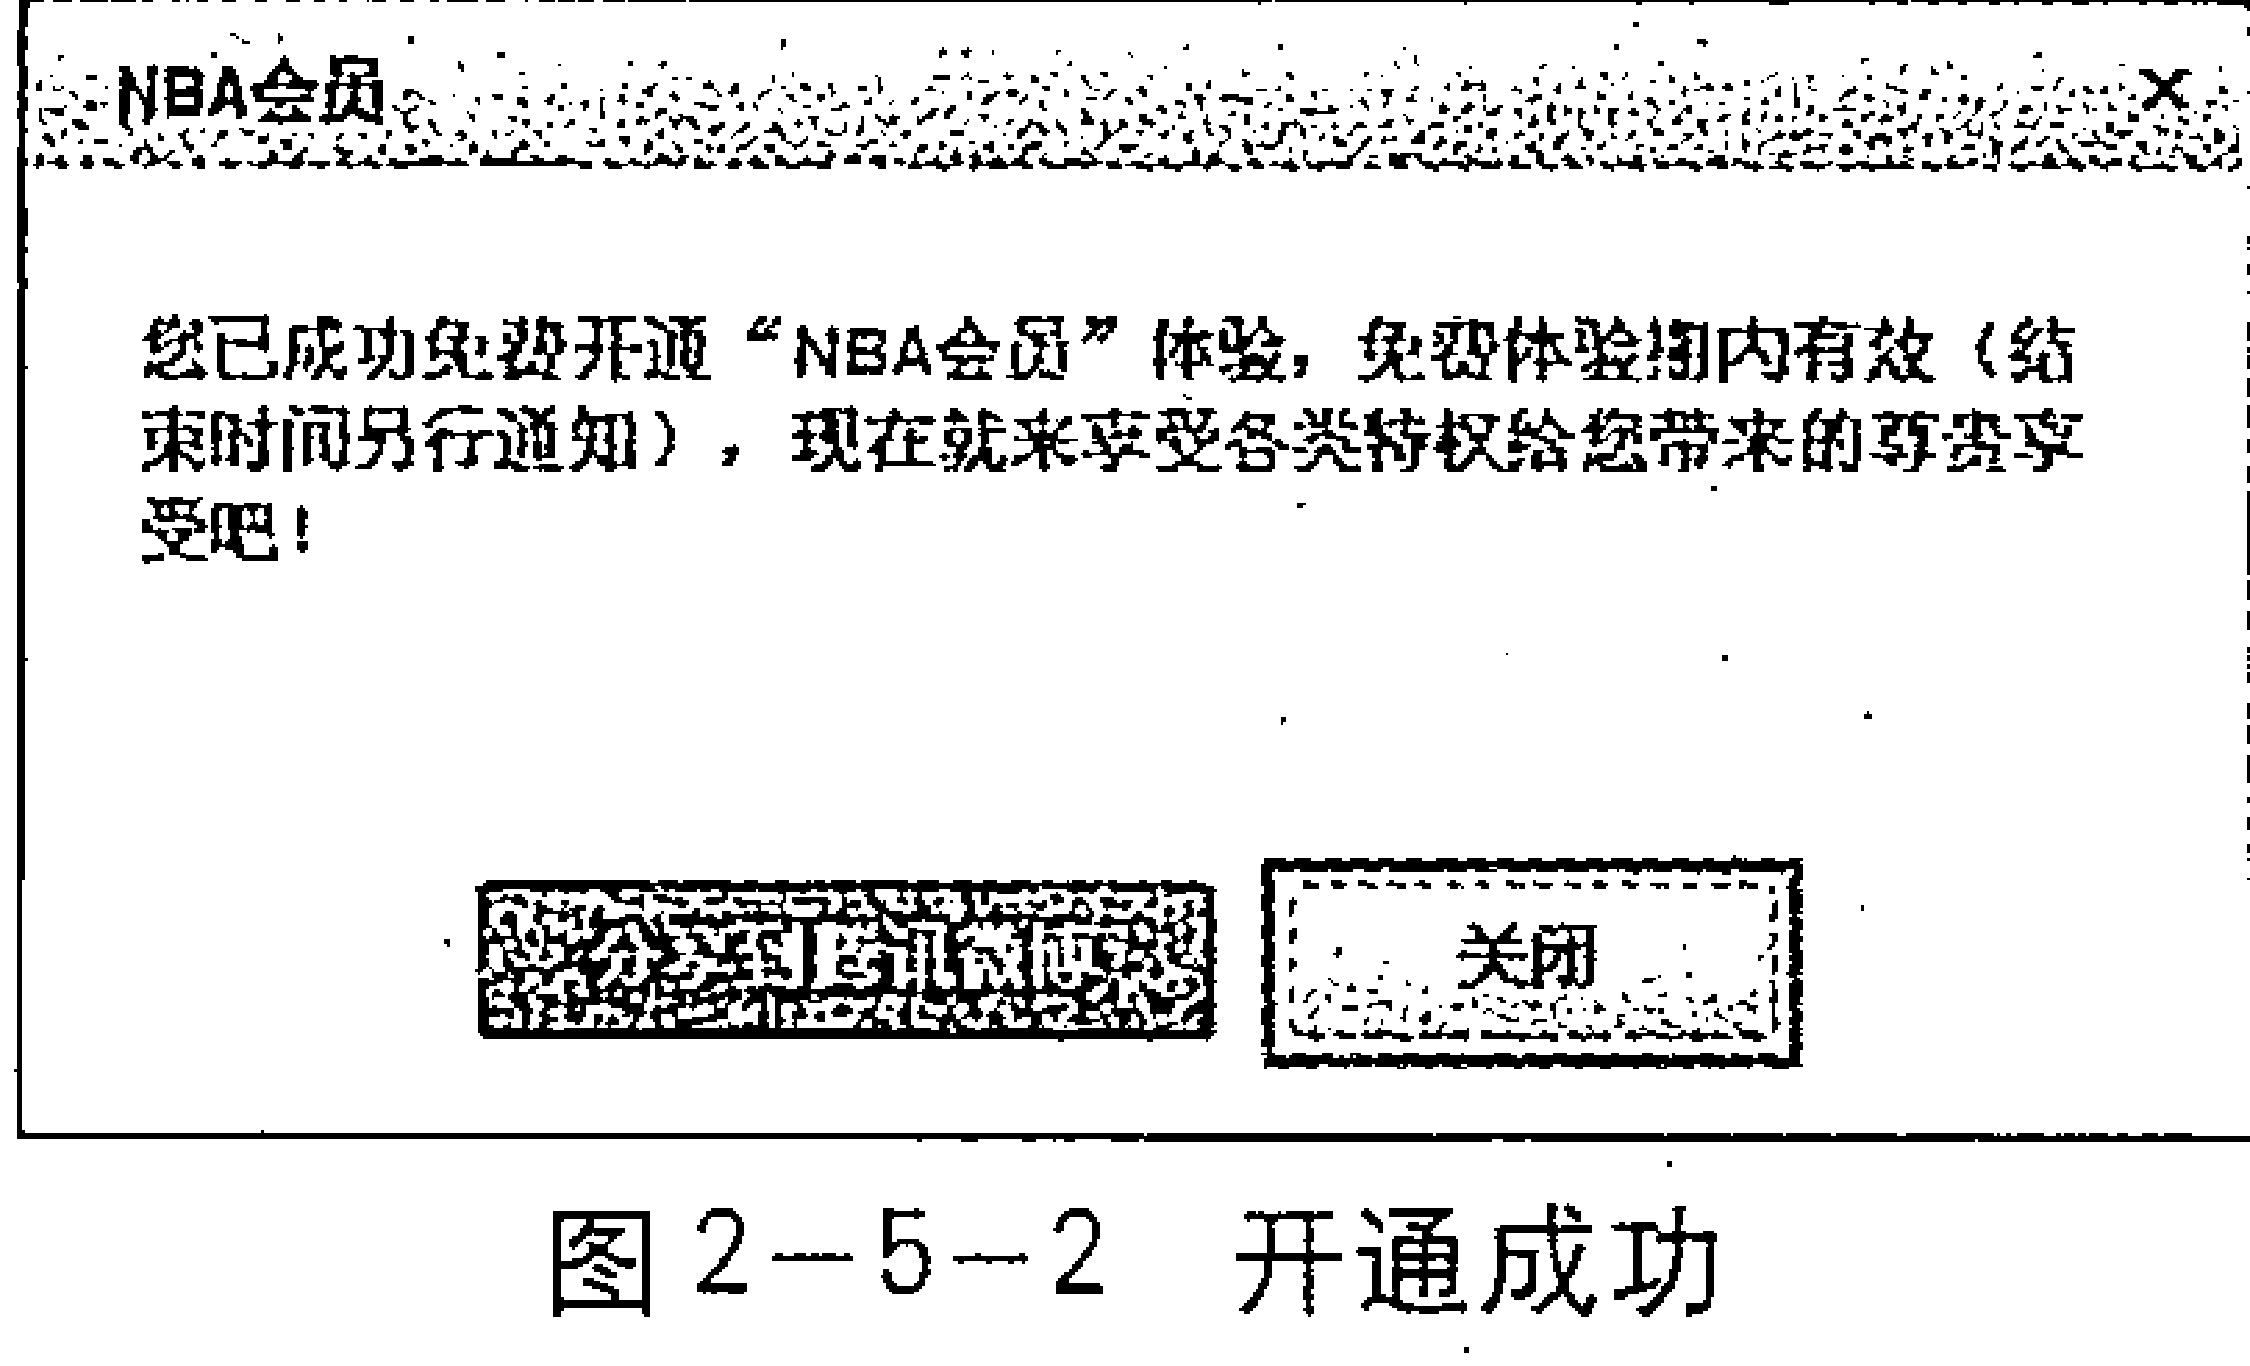 NBA会员 ×
您已成功免费开通“NBA会员”体验，免费体验期内有效（结
束时间另行通知），现在就来享受各类特权给您带来的尊贵享
受吧！
分享到
关闭
图2-5-2 开通成功